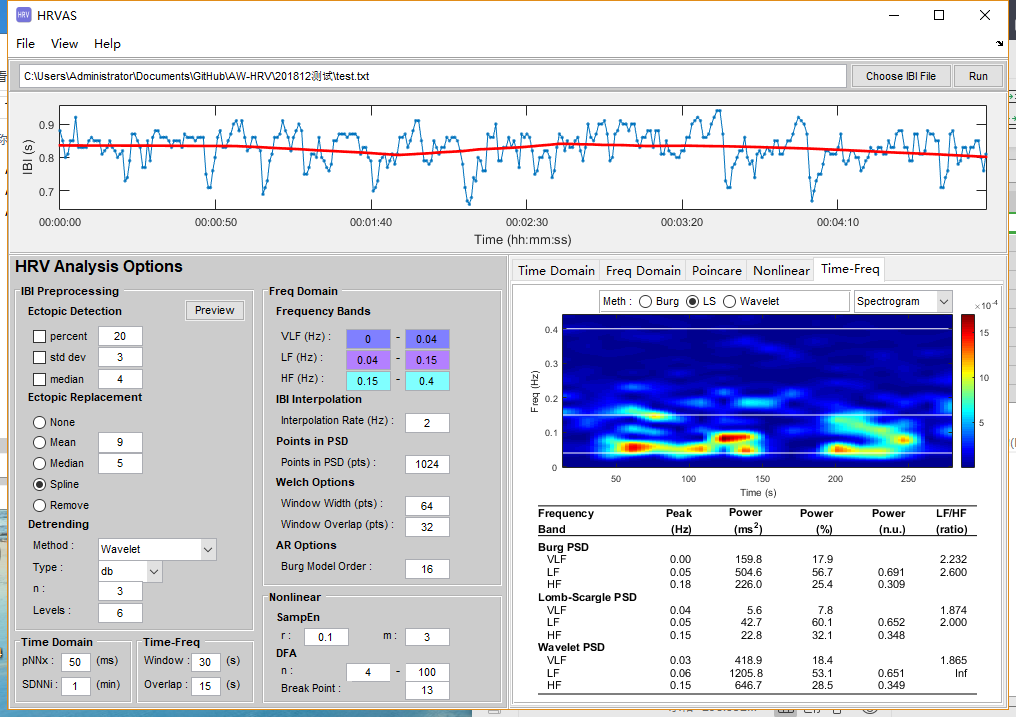 HRV HRVAS
File View Help
C:\Users\Administrator\Documents\GitHub\AW-HRV\201812测试\test.txt Choose IBI File Run
IBI (s)
0.9
0.8
0.7
00:00:00 00:00:50 00:01:40 00:02:30 00:03:20 00:04:10
Time (hh:mm:ss)
HRV Analysis Options
IBI Preprocessing
Ectopic Detection Preview
percent 20
std dev 3
median 4
Ectopic Replacement
None
Mean 9
Median 5
Spline
Remove
Detrending
Method : Wavelet
Type : db
n : 3
Levels : 6
Time Domain
pNNx : 50 (ms)
SDNNi : 1 (min)
Time-Freq
Window : 30 (s)
Overlap : 15 (s)
Freq Domain
Frequency Bands
VLF (Hz) : 0 - 0.04
LF (Hz) : 0.04 - 0.15
HF (Hz) : 0.15 - 0.4
IBI Interpolation
Interpolation Rate (Hz) : 2
Points in PSD
Points in PSD (pts) : 1024
Welch Options
Window Width (pts) : 64
Window Overlap (pts) : 32
AR Options
Burg Model Order : 16
Nonlinear
SampEn
r : 0.1 m : 3
DFA
n : 4 - 100
Break Point : 13
Time Domain Freq Domain Poincare Nonlinear Time-Freq
Meth : Burg LS Wavelet Spectrogram
×10⁻⁴
Freq (Hz)
0.4
0.3
0.2
0.1
0
50 100 150 200 250
Time (s)
15
10
5
Frequency Peak Power Power Power LF/HF
Band (Hz) (ms²) (%) (n.u.) (ratio)
Burg PSD
VLF 0.00 159.8 17.9 2.232
LF 0.05 504.6 56.7 0.691 2.600
HF 0.18 226.0 25.4 0.309
Lomb-Scargle PSD
VLF 0.04 5.6 7.8 1.874
LF 0.05 42.7 60.1 0.652 2.000
HF 0.15 22.8 32.1 0.348
Wavelet PSD
VLF 0.03 418.9 18.4 1.865
LF 0.06 1205.8 53.1 0.651 Inf
HF 0.15 646.7 28.5 0.349